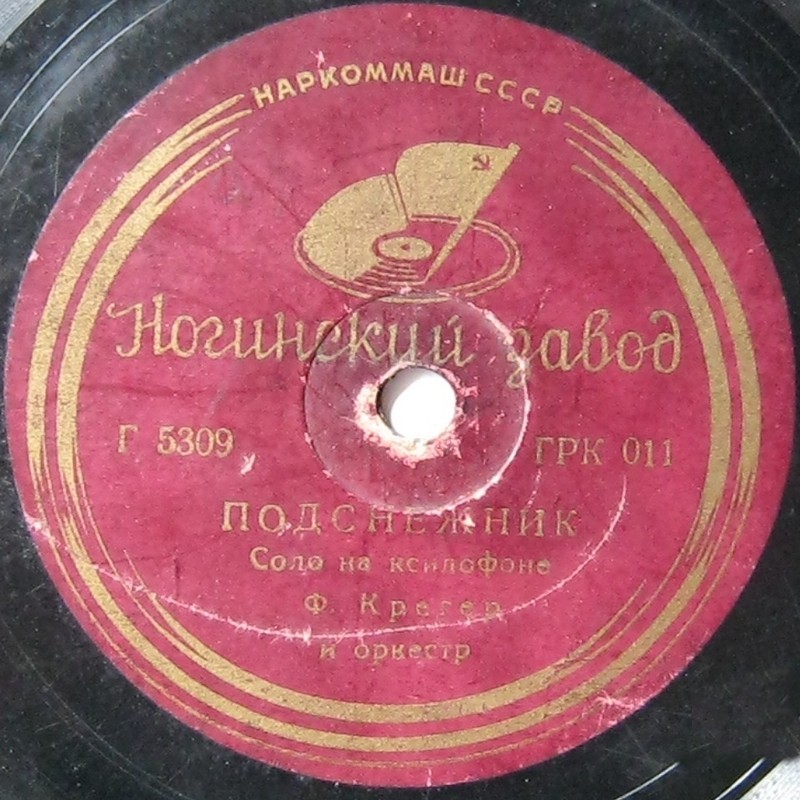 НАРКОММАШ СССР
Ногинский завод
Г 5309 ГРК 011
ПОДСНЕЖНИК
Соло на ксилофоне
Ф. Крегер
и оркестр